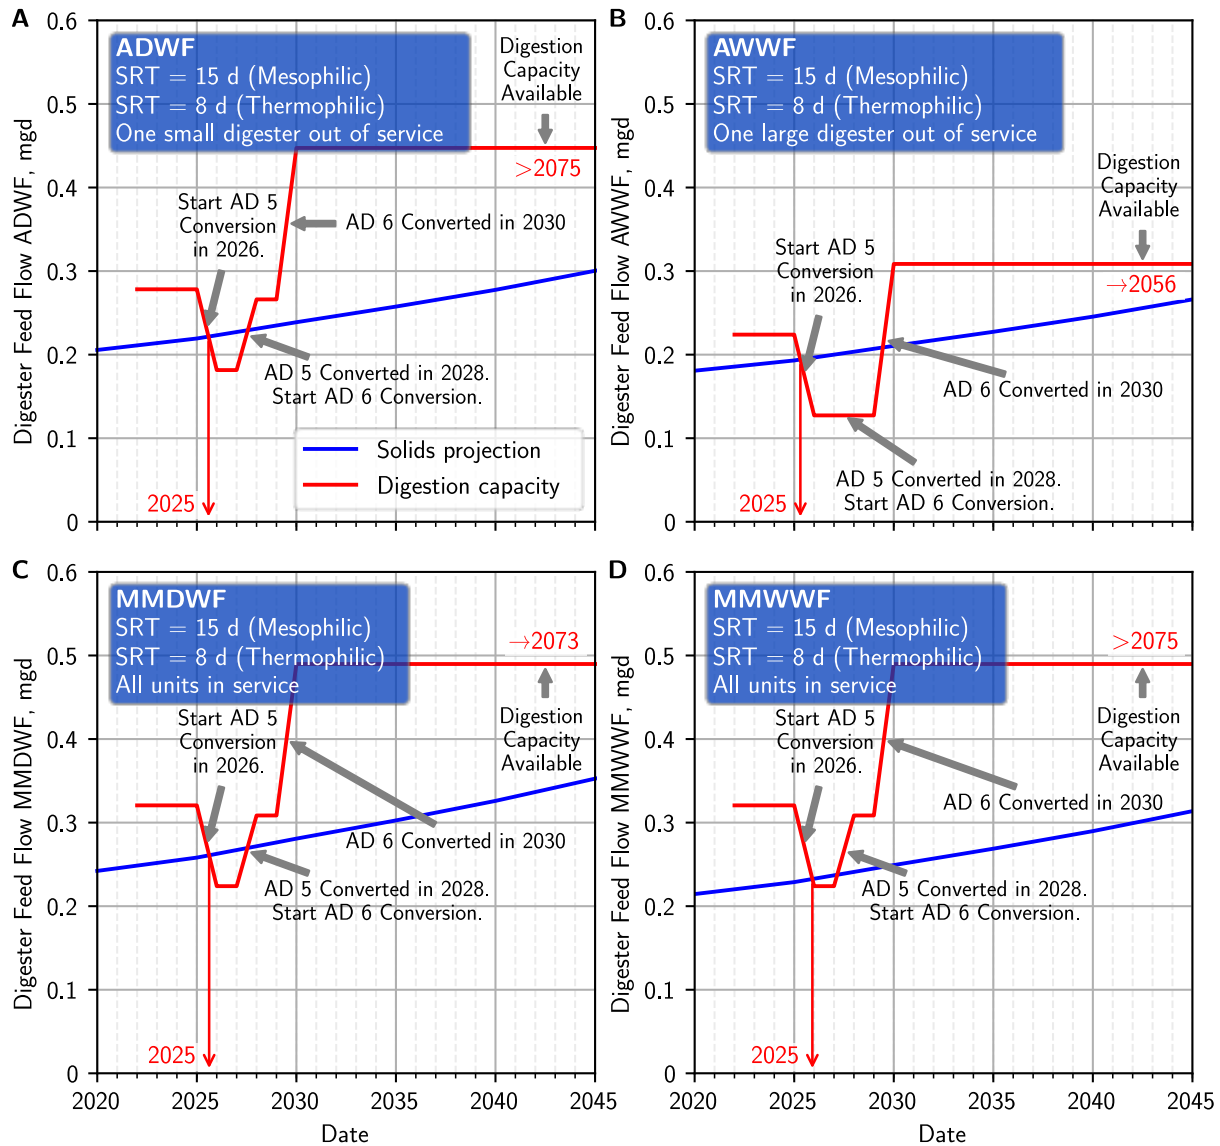 A
ADWF
SRT = 15 d (Mesophilic)
SRT = 8 d (Thermophilic)
One small digester out of service
Digestion
Capacity
Available
>2075
Start AD 5
Conversion
in 2026.
AD 6 Converted in 2030
AD 5 Converted in 2028.
Start AD 6 Conversion.
Solids projection
Digestion capacity
2025
Digester Feed Flow ADWF, mgd
0.6
0.5
0.4
0.3
0.2
0.1
0
2020 2025 2030 2035 2040 2045
B
AWWF
SRT = 15 d (Mesophilic)
SRT = 8 d (Thermophilic)
One large digester out of service
Digestion
Capacity
Available
→2056
Start AD 5
Conversion
in 2026.
AD 6 Converted in 2030
AD 5 Converted in 2028.
Start AD 6 Conversion.
2025
Digester Feed Flow AWWF, mgd
0.6
0.5
0.4
0.3
0.2
0.1
0
2020 2025 2030 2035 2040 2045
C
MMDWF
SRT = 15 d (Mesophilic)
SRT = 8 d (Thermophilic)
All units in service
→2073
Digestion
Capacity
Available
Start AD 5
Conversion
in 2026.
AD 6 Converted in 2030
AD 5 Converted in 2028.
Start AD 6 Conversion.
2025
Digester Feed Flow MMDWF, mgd
0.6
0.5
0.4
0.3
0.2
0.1
0
2020 2025 2030 2035 2040 2045
Date
D
MMWWF
SRT = 15 d (Mesophilic)
SRT = 8 d (Thermophilic)
All units in service
>2075
Digestion
Capacity
Available
Start AD 5
Conversion
in 2026.
AD 6 Converted in 2030
AD 5 Converted in 2028.
Start AD 6 Conversion.
2025
Digester Feed Flow MMWWF, mgd
0.6
0.5
0.4
0.3
0.2
0.1
0
2020 2025 2030 2035 2040 2045
Date